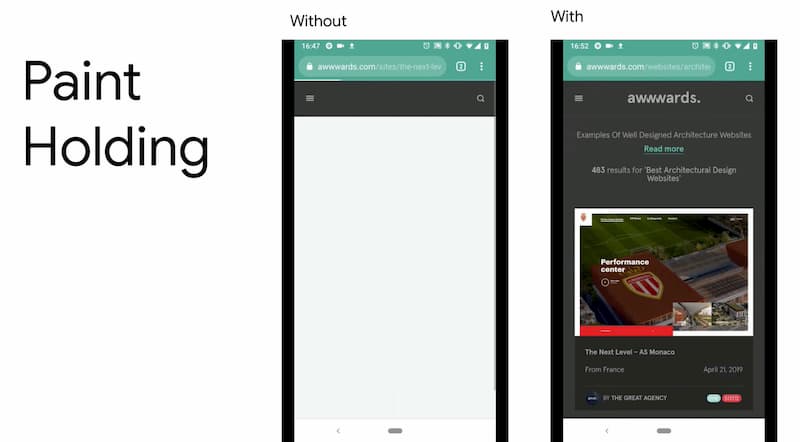 Paint
Holding
Without
16:47
awwwards.com/sites/the-next-lev
2
With
16:52
awwwards.com/websites/archite
2
awwwards.
Examples Of Well Designed Architecture Websites
Read more
483 results for 'Best Architectural Design
Websites'
Performance
center
The Next Level – AS Monaco
From France
April 21, 2019
BY THE GREAT AGENCY